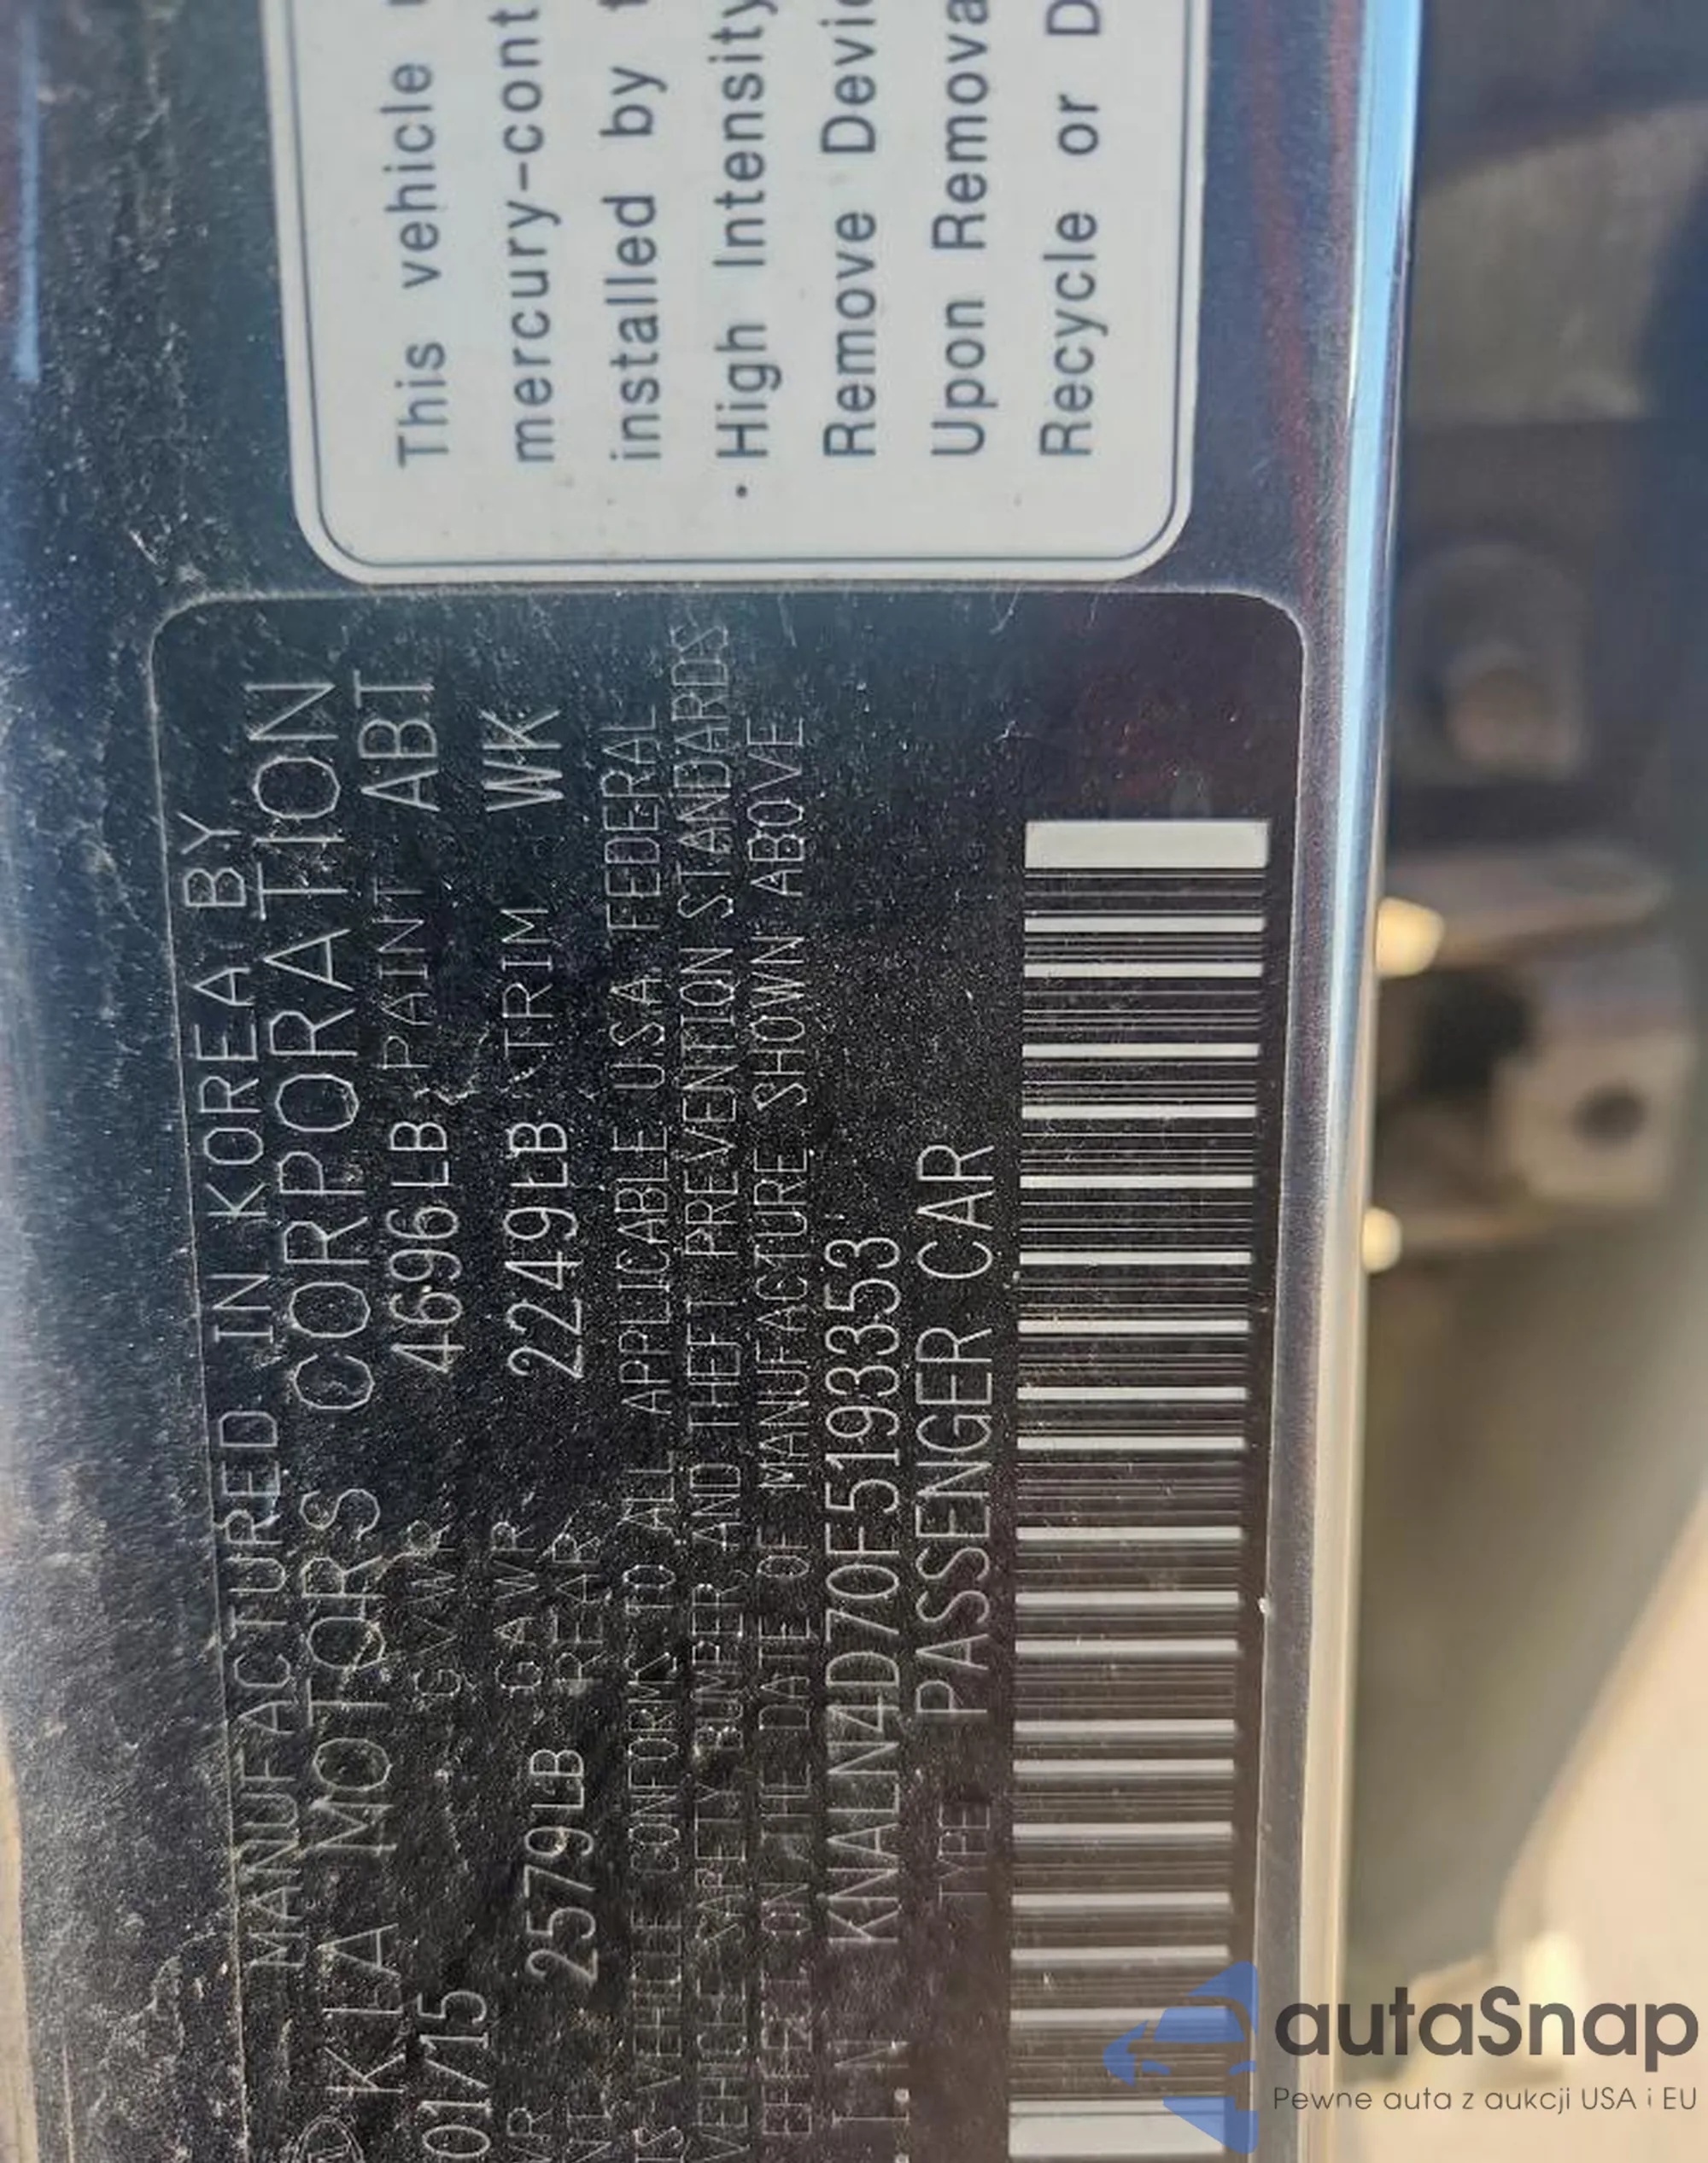 This vehicle
mercury-cont
installed by
• High Intensity
Remove Devic
Upon Remova
Recycle or D
MANUFACTURED IN KOREA BY
KIA MOTORS CORPORATION
01/15 GVWR 4696LB PAINT ABT
2579LB GAWR REAR 2249LB TRIM WK
VEHICLE CONFORMS TO ALL APPLICABLE U.S.A FEDERAL
VEHICLE SAFETY BUMPER AND THEFT PREVENTION STANDARDS
EFFECT ON THE DATE OF MANUFACTURE SHOWN ABOVE
KNALN4D70F5193353
TYPE PASSENGER CAR
autaSnap
Pewne auta z aukcji USA i EU